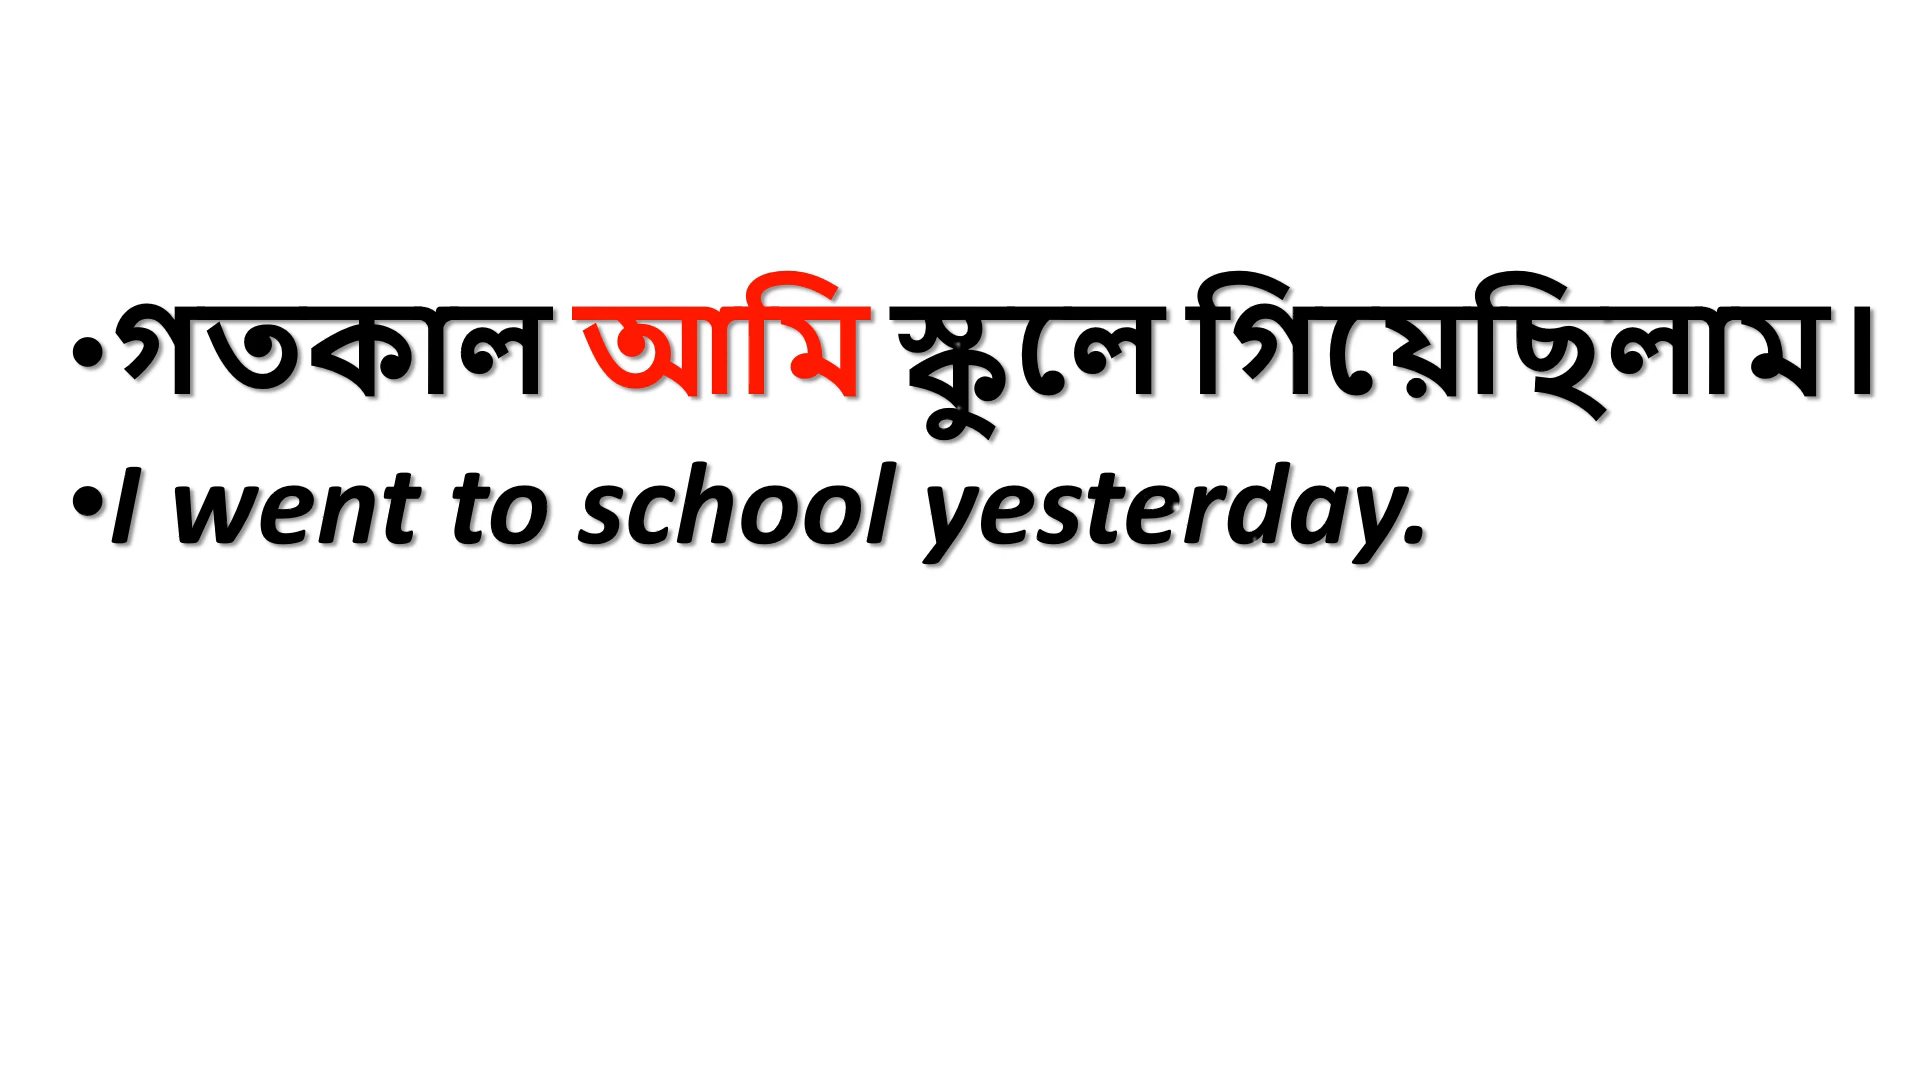 •গতকাল আমি স্কুলে গিয়েছিলাম।
•I went to school yesterday.